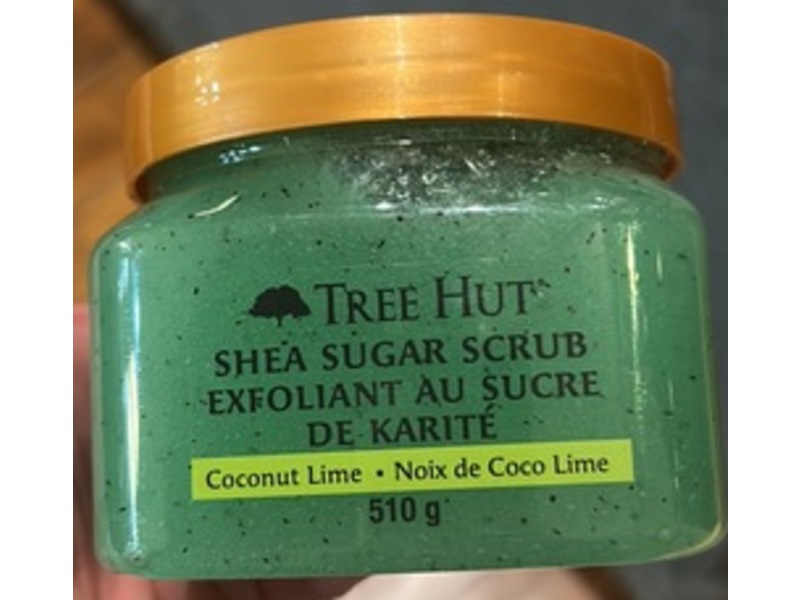 TREE HUT
SHEA SUGAR SCRUB
EXFOLIANT AU SUCRE
DE KARITÉ
Coconut Lime • Noix de Coco Lime
510 g